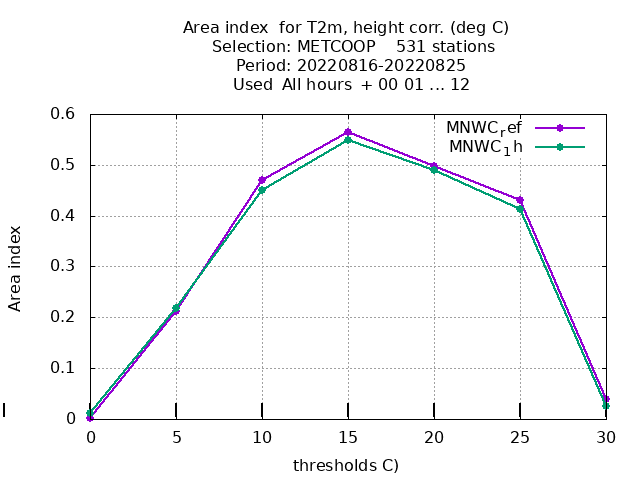 Area index  for T2m, height corr. (deg C)
Selection: METCOOP    531 stations
Period: 20220816-20220825
Used  All hours  + 00 01 ... 12
MNWC_ref
MNWC_1h
0.6
0.5
0.4
0.3
0.2
0.1
0
Area index
0 5 10 15 20 25 30
thresholds C)